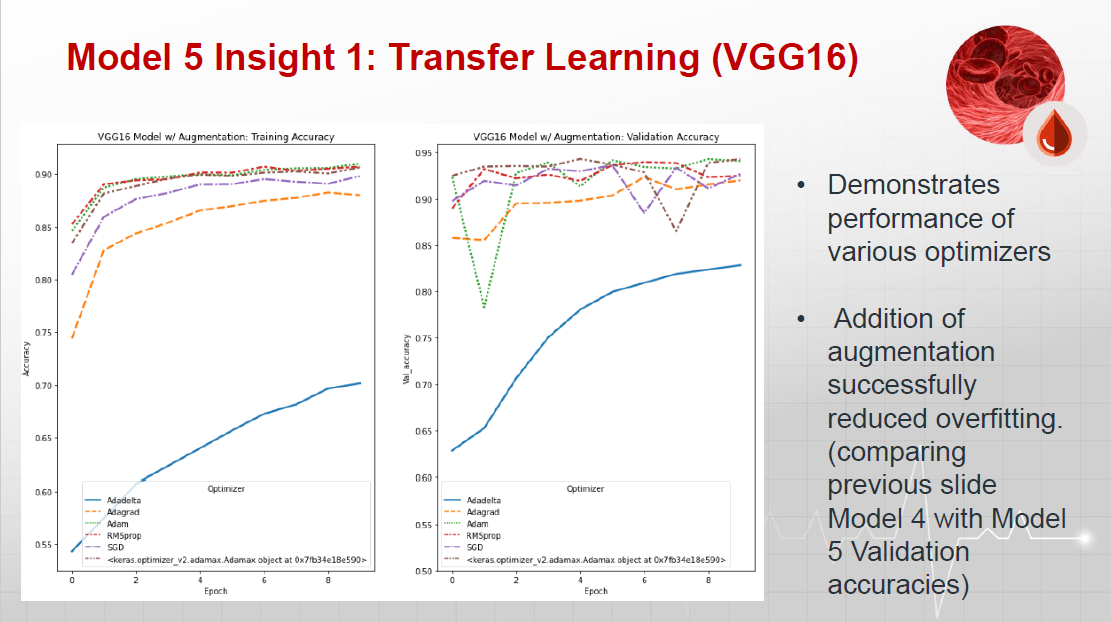 Model 5 Insight 1: Transfer Learning (VGG16)
VGG16 Model w/ Augmentation: Training Accuracy
0.90
0.85
0.80
0.75
0.70
0.65
0.60
0.55
Accuracy
0
2
4
6
8
Epoch
Optimizer
Adadelta
Adagrad
Adam
RMSprop
SGD
<keras.optimizer_v2.adamax.Adamax object at 0x7fb34e18e590>
VGG16 Model w/ Augmentation: Validation Accuracy
0.95
0.90
0.85
0.80
0.75
0.70
0.65
0.60
0.55
0.50
Val_accuracy
0
2
4
6
8
Epoch
Optimizer
Adadelta
Adagrad
Adam
RMSprop
SGD
<keras.optimizer_v2.adamax.Adamax object at 0x7fb34e18e590>
• Demonstrates
performance of
various optimizers
• Addition of
augmentation
successfully
reduced overfitting.
(comparing
previous slide
Model 4 with Model
5 Validation
accuracies)